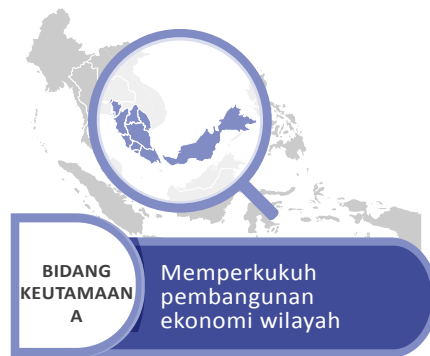 BIDANG
KEUTAMAAN
A
Memperkukuh
pembangunan
ekonomi wilayah